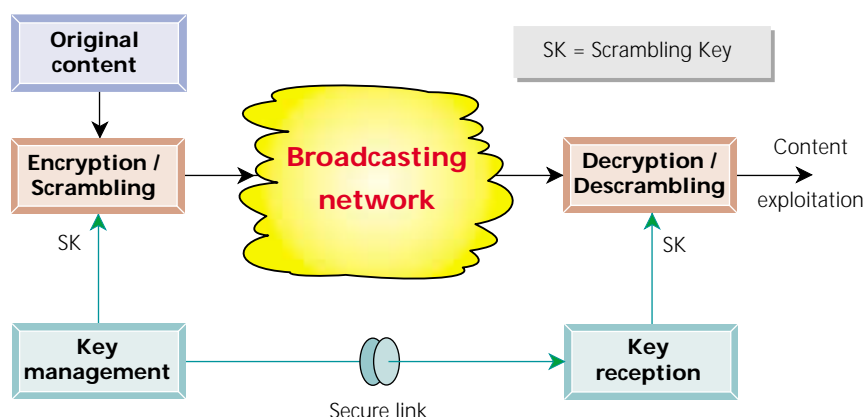 Original
content
SK = Scrambling Key
Encryption /
Scrambling
Broadcasting
network
Decryption /
Descrambling
Content
exploitation
SK
SK
Key
management
Secure link
Key
reception